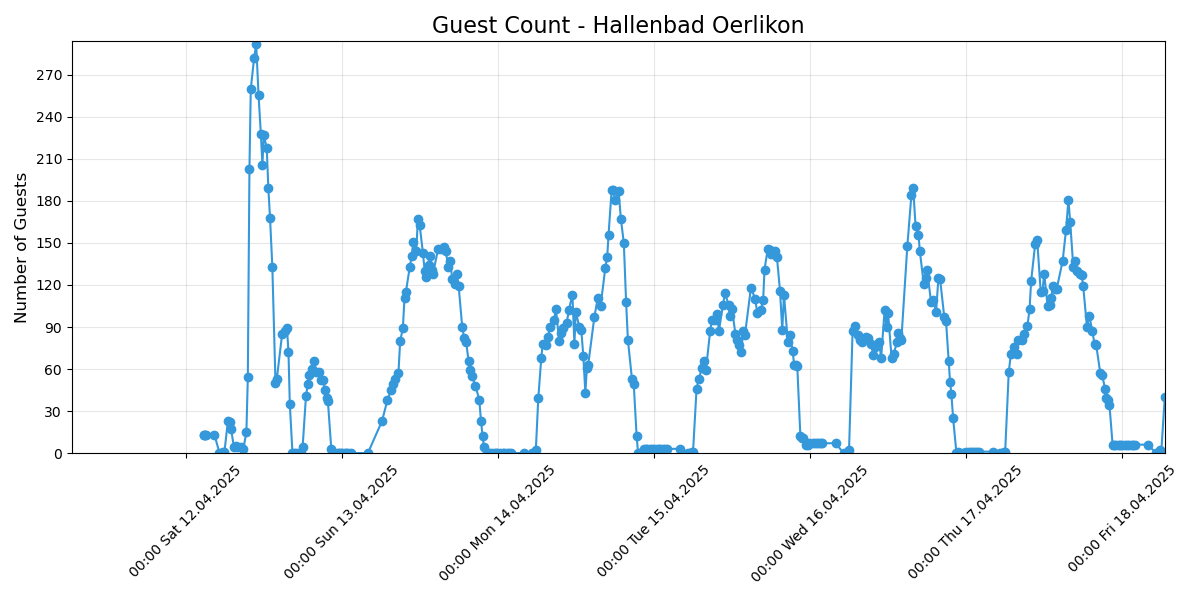 Guest Count - Hallenbad Oerlikon
Number of Guests
270
240
210
180
150
120
90
60
30
0
00:00 Sat 12.04.2025
00:00 Sun 13.04.2025
00:00 Mon 14.04.2025
00:00 Tue 15.04.2025
00:00 Wed 16.04.2025
00:00 Thu 17.04.2025
00:00 Fri 18.04.2025